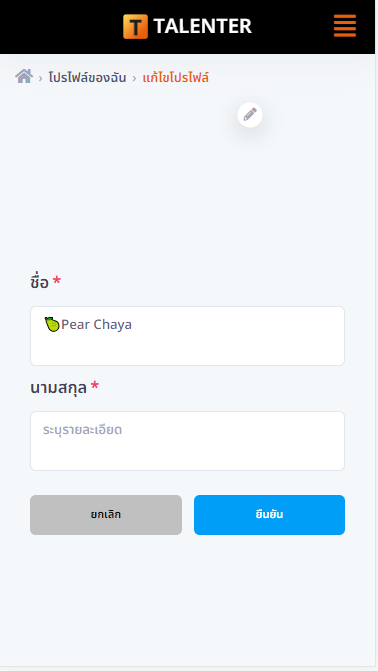 T TALENTER
› โปรไฟล์ของฉัน › แก้ไขโปรไฟล์
ชื่อ *
🍐Pear Chaya
นามสกุล *
ระบุรายละเอียด
ยกเลิก ยืนยัน